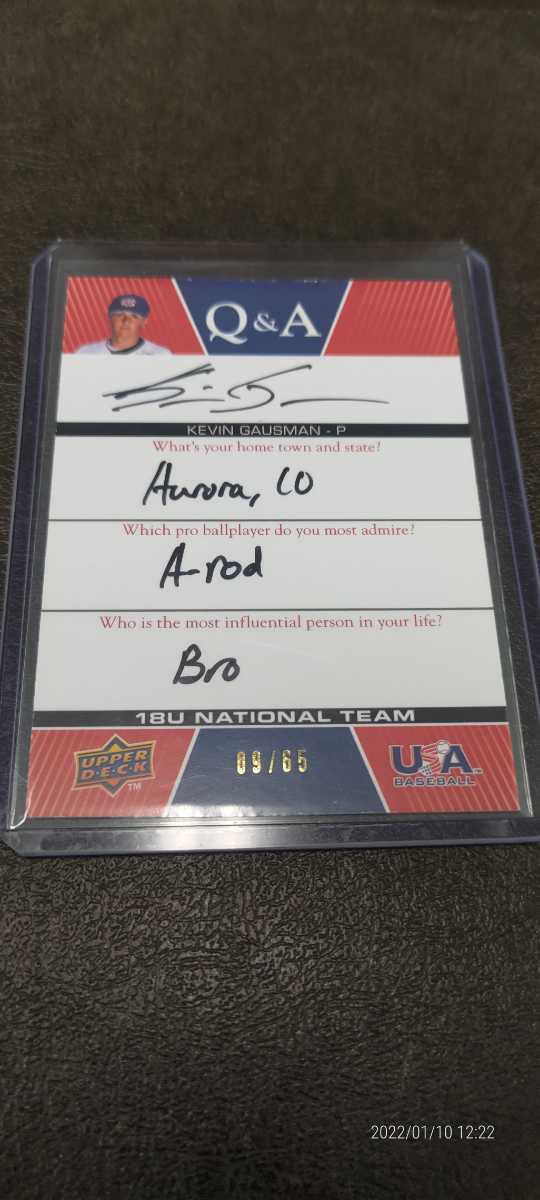 Q & A
KEVIN GAUSMAN - P
What's your home town and state?
Aurora, CO
Which pro ballplayer do you most admire?
A-rod
Who is the most influential person in your life?
Bro
18U NATIONAL TEAM
UPPER
D·E·C·K
TM
09/65
USA
TM
BASEBALL
2022/01/10 12:22